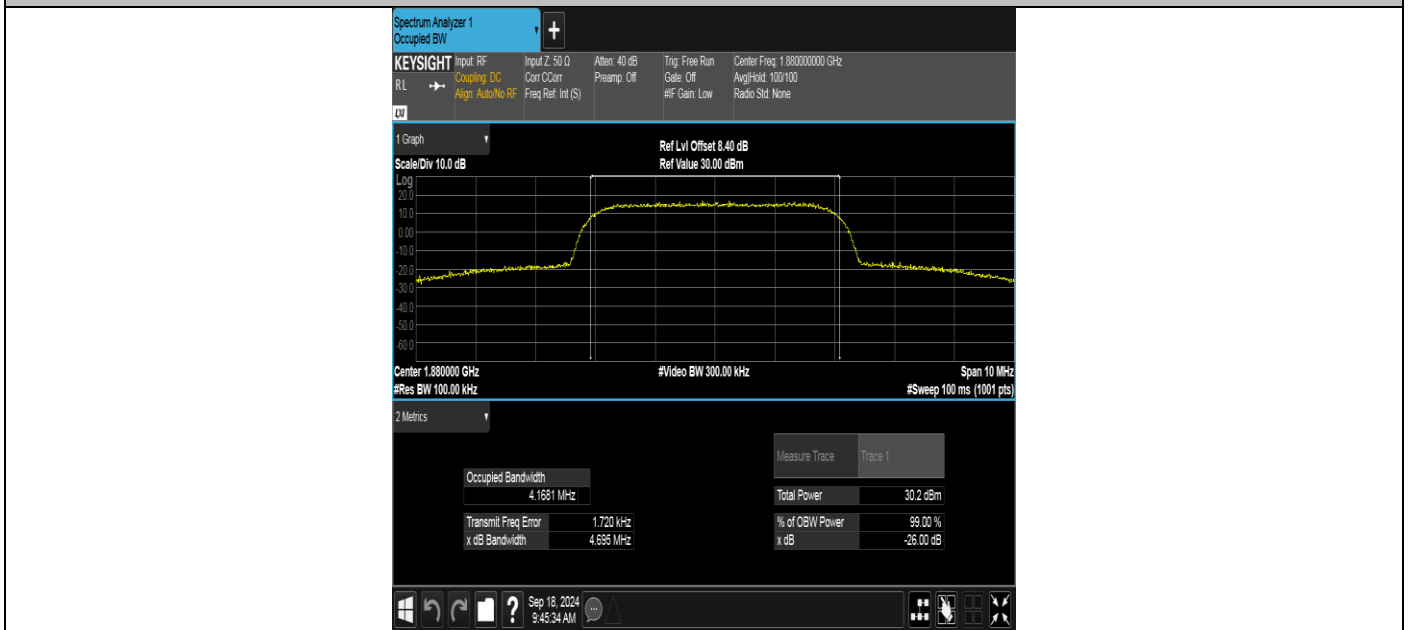 Spectrum Analyzer 1
Occupied BW
+
KEYSIGHT
RL
LXI
Input: RF
Coupling: DC
Align: Auto/No RF
Input Z: 50 Ω
Corr CCorr
Freq Ref: Int (S)
Atten: 40 dB
Preamp: Off
Trig: Free Run
Gate: Off
#IF Gain: Low
Center Freq: 1.880000000 GHz
Avg|Hold: 100/100
Radio Std: None
1 Graph
Scale/Div 10.0 dB
Ref Lvl Offset 8.40 dB
Ref Value 30.00 dBm
Log
20.0
10.0
0.00
-10.0
-20.0
-30.0
-40.0
-50.0
-60.0
Center 1.880000 GHz
#Video BW 300.00 kHz
Span 10 MHz
#Res BW 100.00 kHz
#Sweep 100 ms (1001 pts)
2 Metrics
Measure Trace Trace 1
Occupied Bandwidth
4.1681 MHz
Total Power 30.2 dBm
Transmit Freq Error 1.720 kHz
% of OBW Power 99.00 %
x dB Bandwidth 4.695 MHz
x dB -26.00 dB
?
Sep 18, 2024
9:45:34 AM